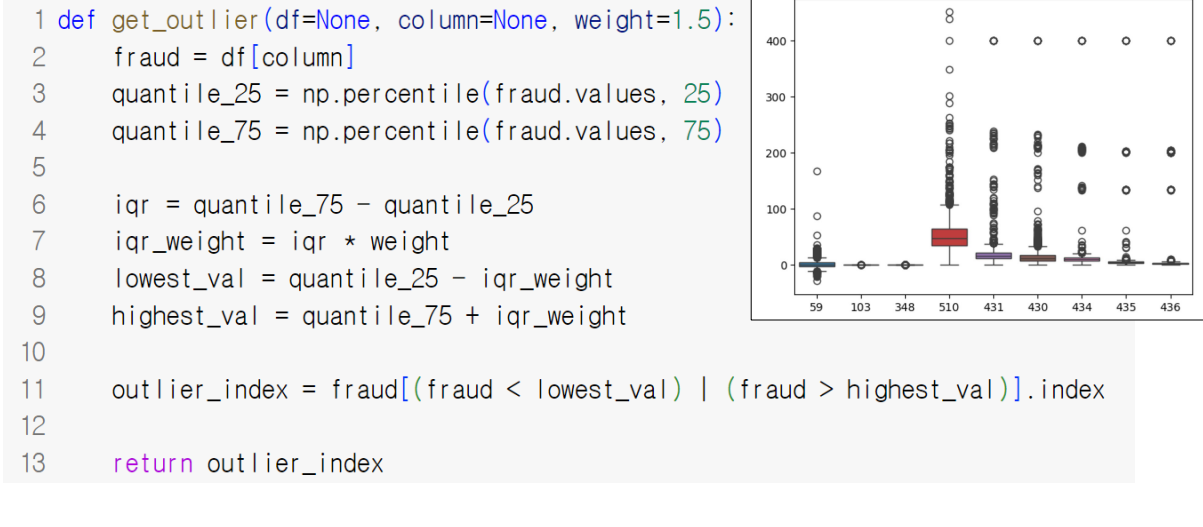 1 def get_outlier(df=None, column=None, weight=1.5):
2     fraud = df[column]
3     quantile_25 = np.percentile(fraud.values, 25)
4     quantile_75 = np.percentile(fraud.values, 75)
5
6     iqr = quantile_75 - quantile_25
7     iqr_weight = iqr * weight
8     lowest_val = quantile_25 - iqr_weight
9     highest_val = quantile_75 + iqr_weight
10
11     outlier_index = fraud[(fraud < lowest_val) | (fraud > highest_val)].index
12
13     return outlier_index
400
300
200
100
0
59 103 348 510 431 430 434 435 436